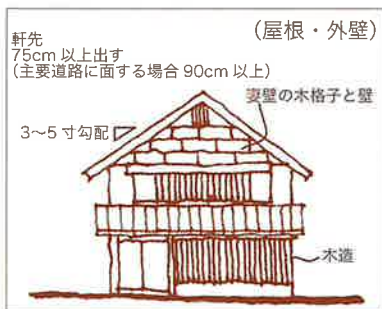 (屋根・外壁)
軒先
75cm 以上出す
(主要道路に面する場合 90cm 以上)
妻壁の木格子と壁
3〜5 寸勾配
木造